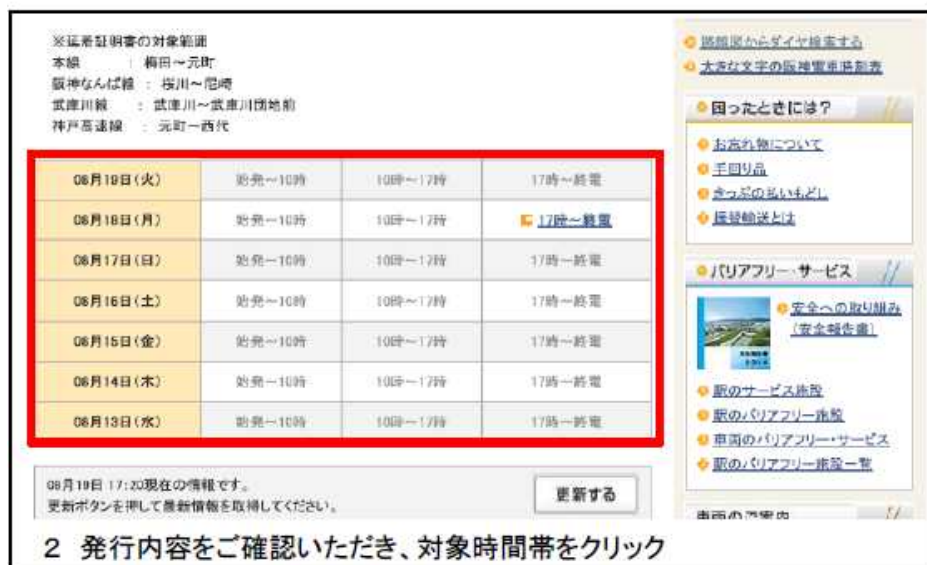 ※延着証明書の対象範囲
本線 : 梅田～元町
阪神なんば線 : 桜川～尼崎
武庫川線 : 武庫川～武庫川団地前
神戸高速線 : 元町～西代
08月19日(火) 始発～10時 10時～17時 17時～終電
08月18日(月) 始発～10時 10時～17時 17時～終電
08月17日(日) 始発～10時 10時～17時 17時～終電
08月16日(土) 始発～10時 10時～17時 17時～終電
08月15日(金) 始発～10時 10時～17時 17時～終電
08月14日(木) 始発～10時 10時～17時 17時～終電
08月13日(水) 始発～10時 10時～17時 17時～終電
08月19日 17:20現在の情報です。
更新ボタンを押して最新情報を取得してください。
更新する
路線図からダイヤ検索する
大きな文字の阪神電車時刻表
困ったときには?
お忘れ物について
手回り品
きっぷの払いもどし
振替輸送とは
バリアフリー・サービス
安全への取り組み
(安全報告書)
駅のサービス施設
駅のバリアフリー施設
車両のバリアフリー・サービス
駅のバリアフリー施設一覧
車両のご案内
2 発行内容をご確認いただき、対象時間帯をクリック